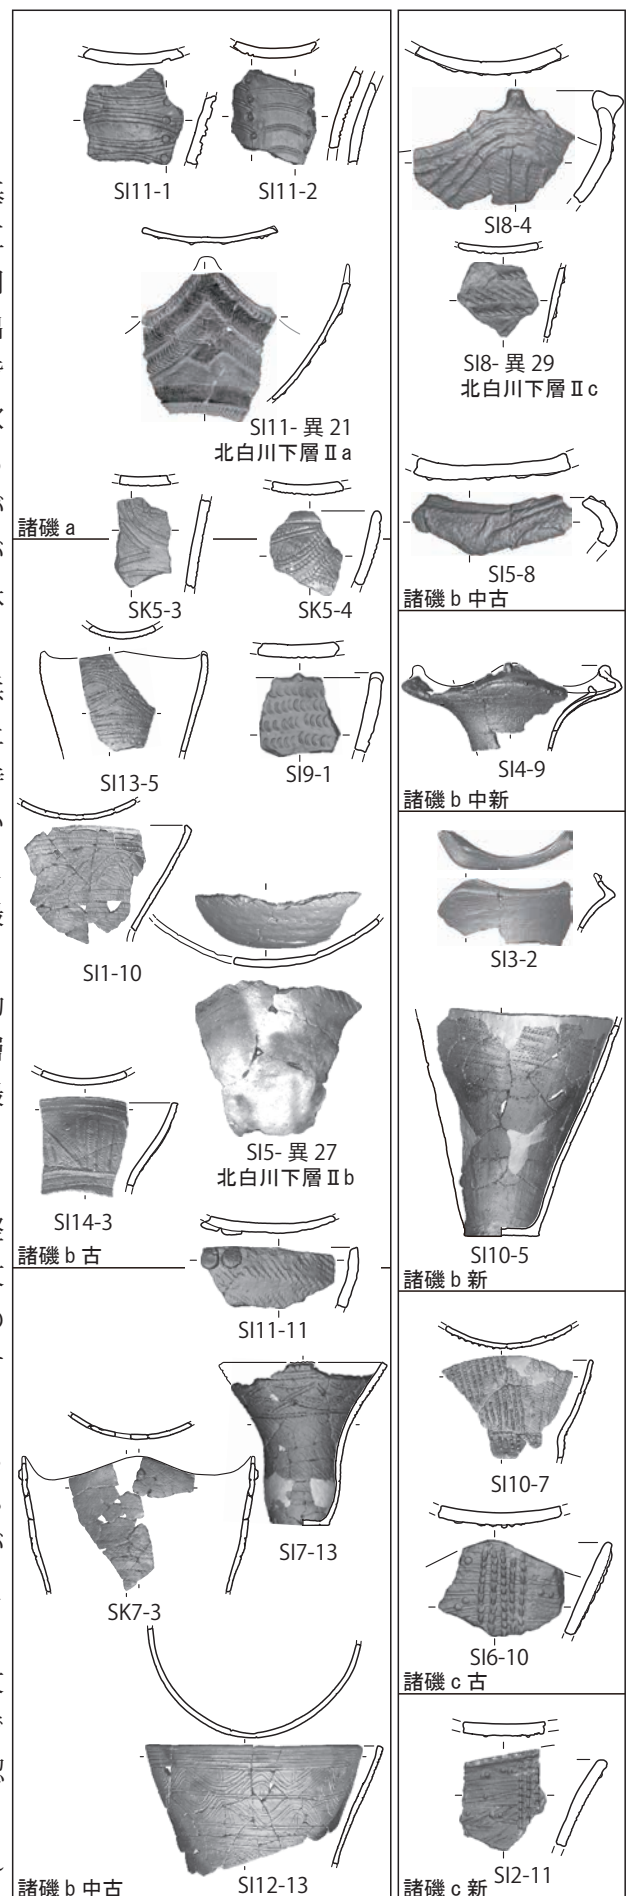 SI11-1
SI11-2
SI11- 異 21
北白川下層Ⅱa
諸磯 a
SK5-3
SK5-4
SI13-5
SI9-1
SI1-10
SI5- 異 27
北白川下層Ⅱb
SI14-3
諸磯 b 古
SI11-11
SI7-13
SK7-3
諸磯 b 中古
SI12-13
SI8-4
SI8- 異 29
北白川下層Ⅱc
SI5-8
諸磯 b 中古
SI4-9
諸磯 b 中新
SI3-2
SI10-5
諸磯 b 新
SI10-7
SI6-10
諸磯 c 古
SI2-11
諸磯 c 新